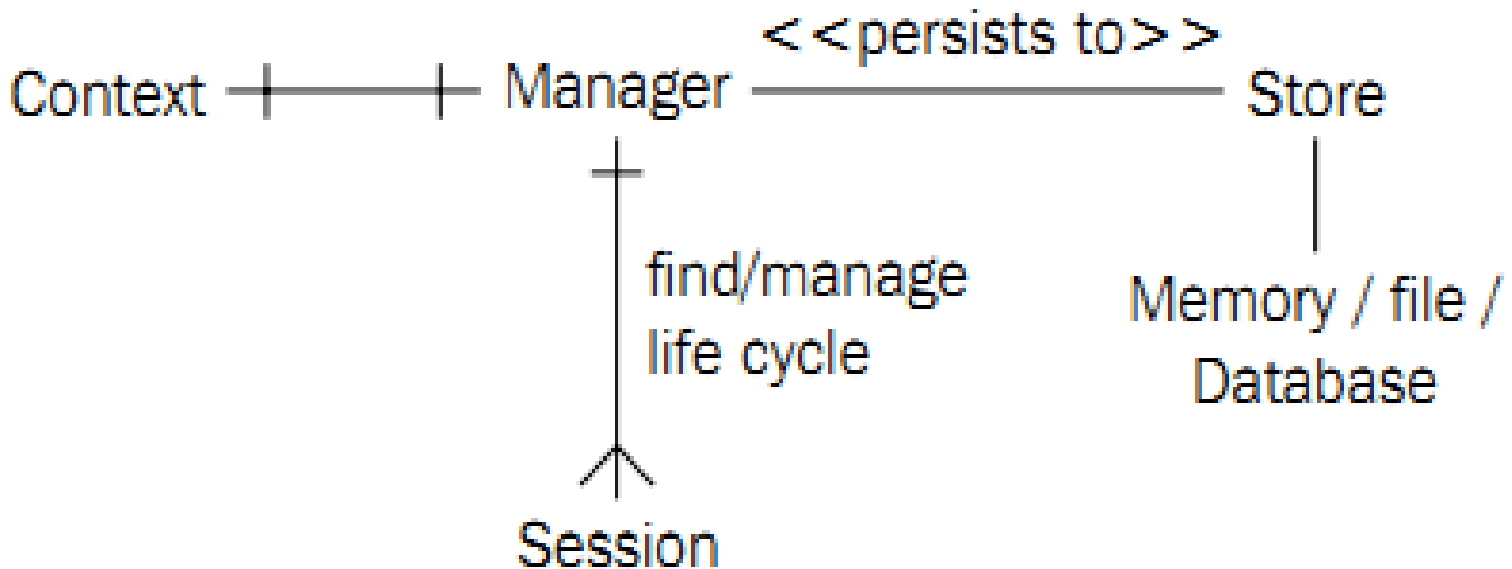 <<persists to>>
Context
Manager
Store
find/manage
life cycle
Memory / file /
Database
Session